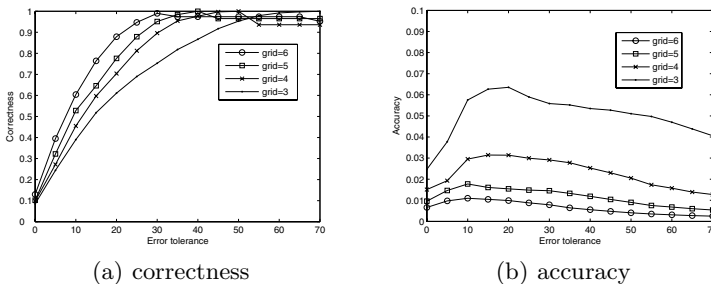 1
0.9
0.8
0.7
0.6
0.5
0.4
0.3
0.2
0.1
0
0 10 20 30 40 50 60 70
Correctness
Error tolerance
grid=6
grid=5
grid=4
grid=3
(a) correctness
0.1
0.09
0.08
0.07
0.06
0.05
0.04
0.03
0.02
0.01
0
0 10 20 30 40 50 60 70
Accuracy
Error tolerance
grid=6
grid=5
grid=4
grid=3
(b) accuracy